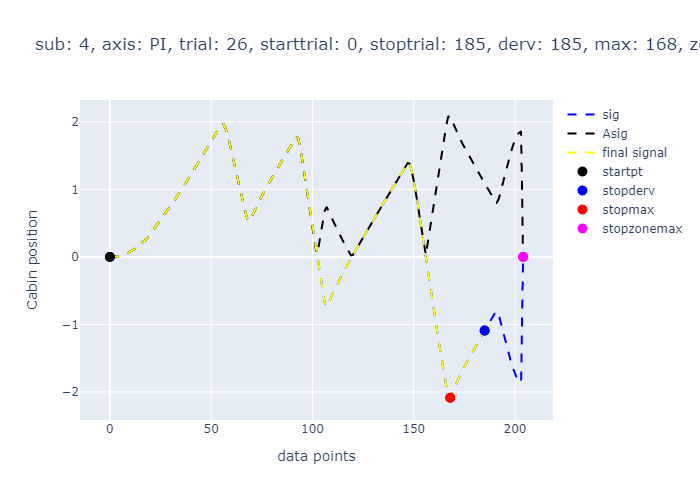 sub: 4, axis: PI, trial: 26, starttrial: 0, stoptrial: 185, derv: 185, max: 168,
sig
Asig
final signal
startpt
stopderv
stopmax
stopzonemax
Cabin position
2
1
0
−1
−2
0
50
100
150
200
data points